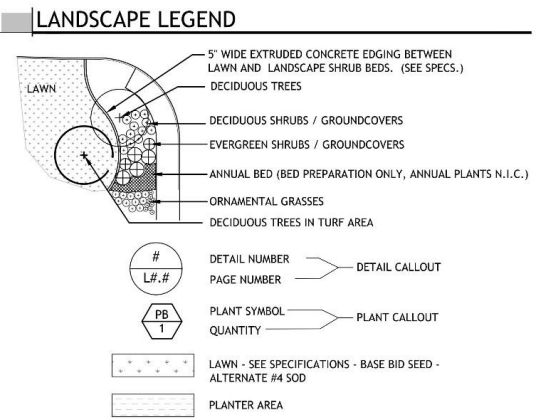 LANDSCAPE LEGEND
5" WIDE EXTRUDED CONCRETE EDGING BETWEEN
LAWN AND LANDSCAPE SHRUB BEDS. (SEE SPECS.)
LAWN
DECIDUOUS TREES
DECIDUOUS SHRUBS / GROUNDCOVERS
EVERGREEN SHRUBS / GROUNDCOVERS
ANNUAL BED (BED PREPARATION ONLY, ANNUAL PLANTS N.I.C.)
ORNAMENTAL GRASSES
DECIDUOUS TREES IN TURF AREA
#
L#.#
DETAIL NUMBER
PAGE NUMBER
DETAIL CALLOUT
PB
1
PLANT SYMBOL
QUANTITY
PLANT CALLOUT
LAWN - SEE SPECIFICATIONS - BASE BID SEED -
ALTERNATE #4 SOD
PLANTER AREA